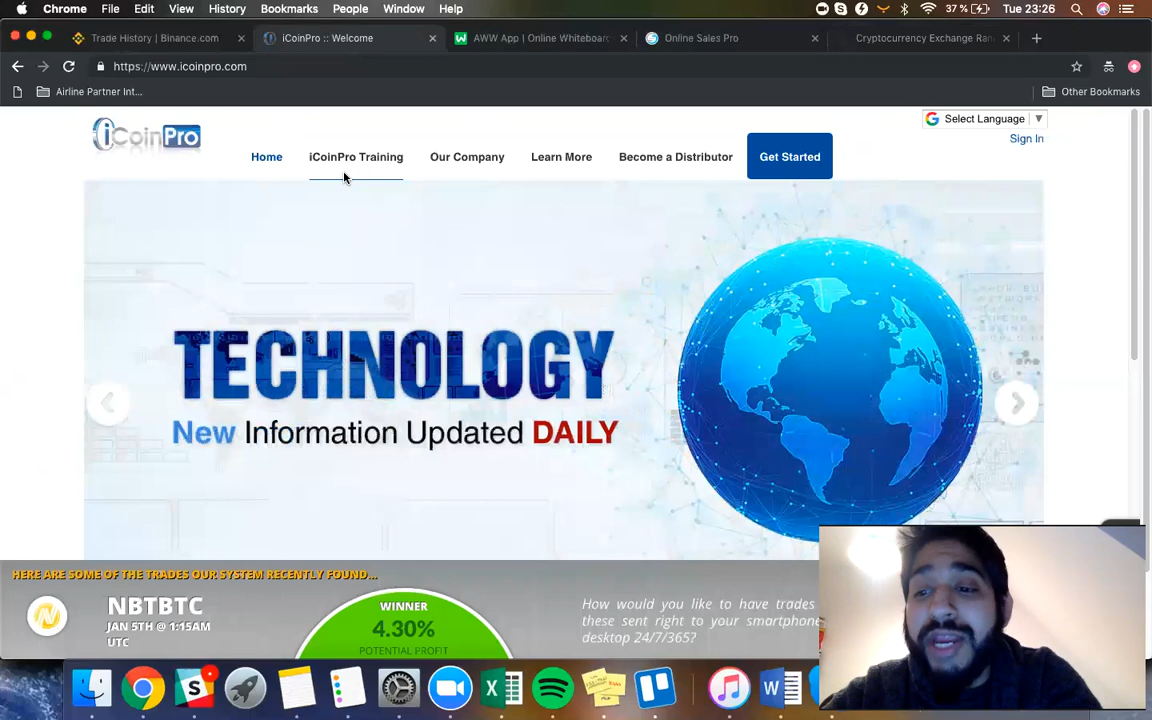 Chrome File Edit View History Bookmarks People Window Help
37 % Tue 23:26
Trade History | Binance.com
iCoinPro :: Welcome
AWW App | Online Whiteboar
Online Sales Pro
Cryptocurrency Exchange Ran
https://www.icoinpro.com
Airline Partner Int...
Other Bookmarks
iCoinPro
Select Language
Sign In
Home
iCoinPro Training
Our Company
Learn More
Become a Distributor
Get Started
TECHNOLOGY
New Information Updated DAILY
HERE ARE SOME OF THE TRADES OUR SYSTEM RECENTLY FOUND...
NBTBTC
JAN 5TH @ 1:15AM
UTC
WINNER
4.30%
POTENTIAL PROFIT
How would you like to have trades
these sent right to your smartphone
desktop 24/7/365?